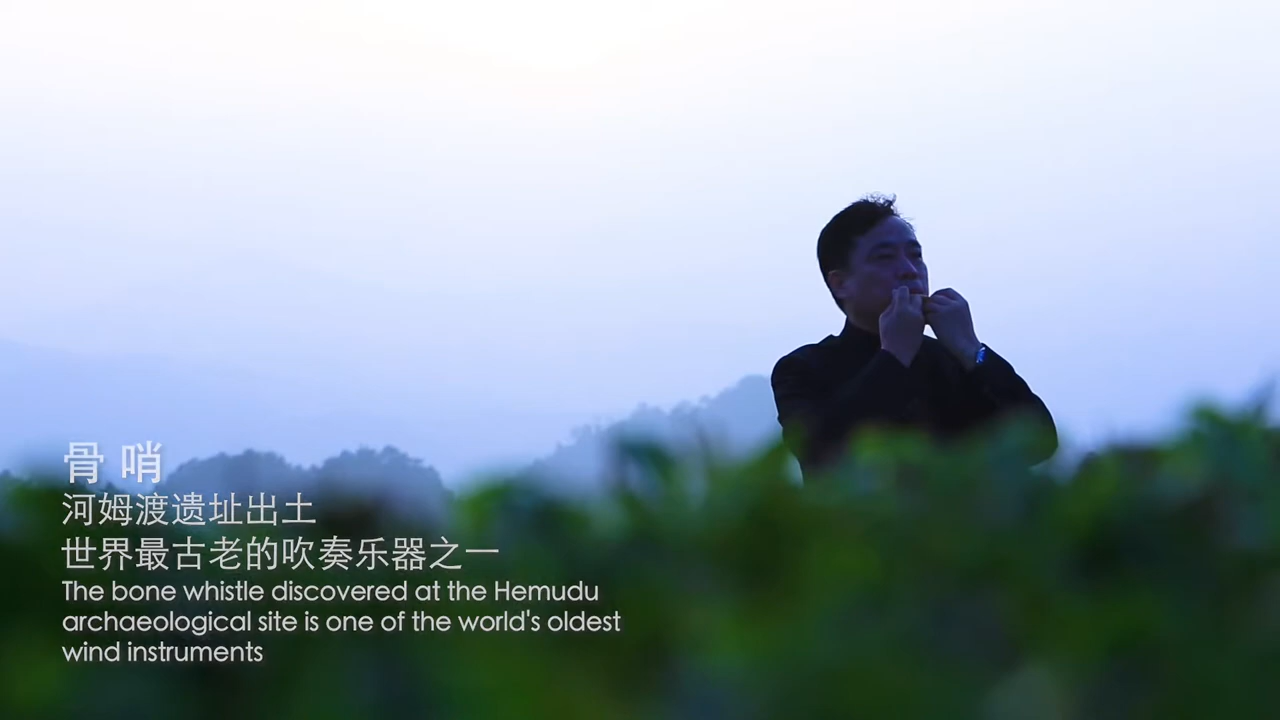 骨 哨
河姆渡遗址出土
世界最古老的吹奏乐器之一
The bone whistle discovered at the Hemudu
archaeological site is one of the world's oldest
wind instruments